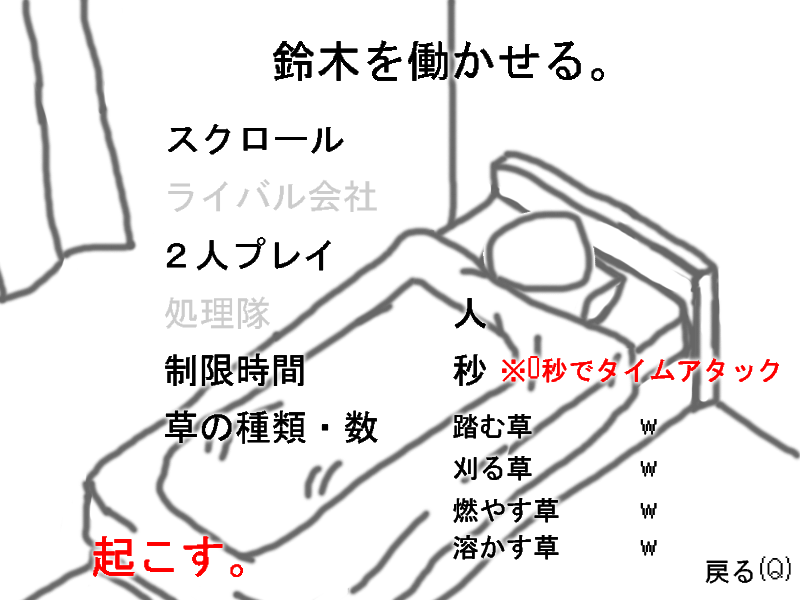 鈴木を働かせる。
スクロール
ライバル会社
２人プレイ
処理隊 人
制限時間 秒 ※0秒でタイムアタック
草の種類・数 踏む草 w
刈る草 w
燃やす草 w
溶かす草 w
起こす。
戻る(Q)